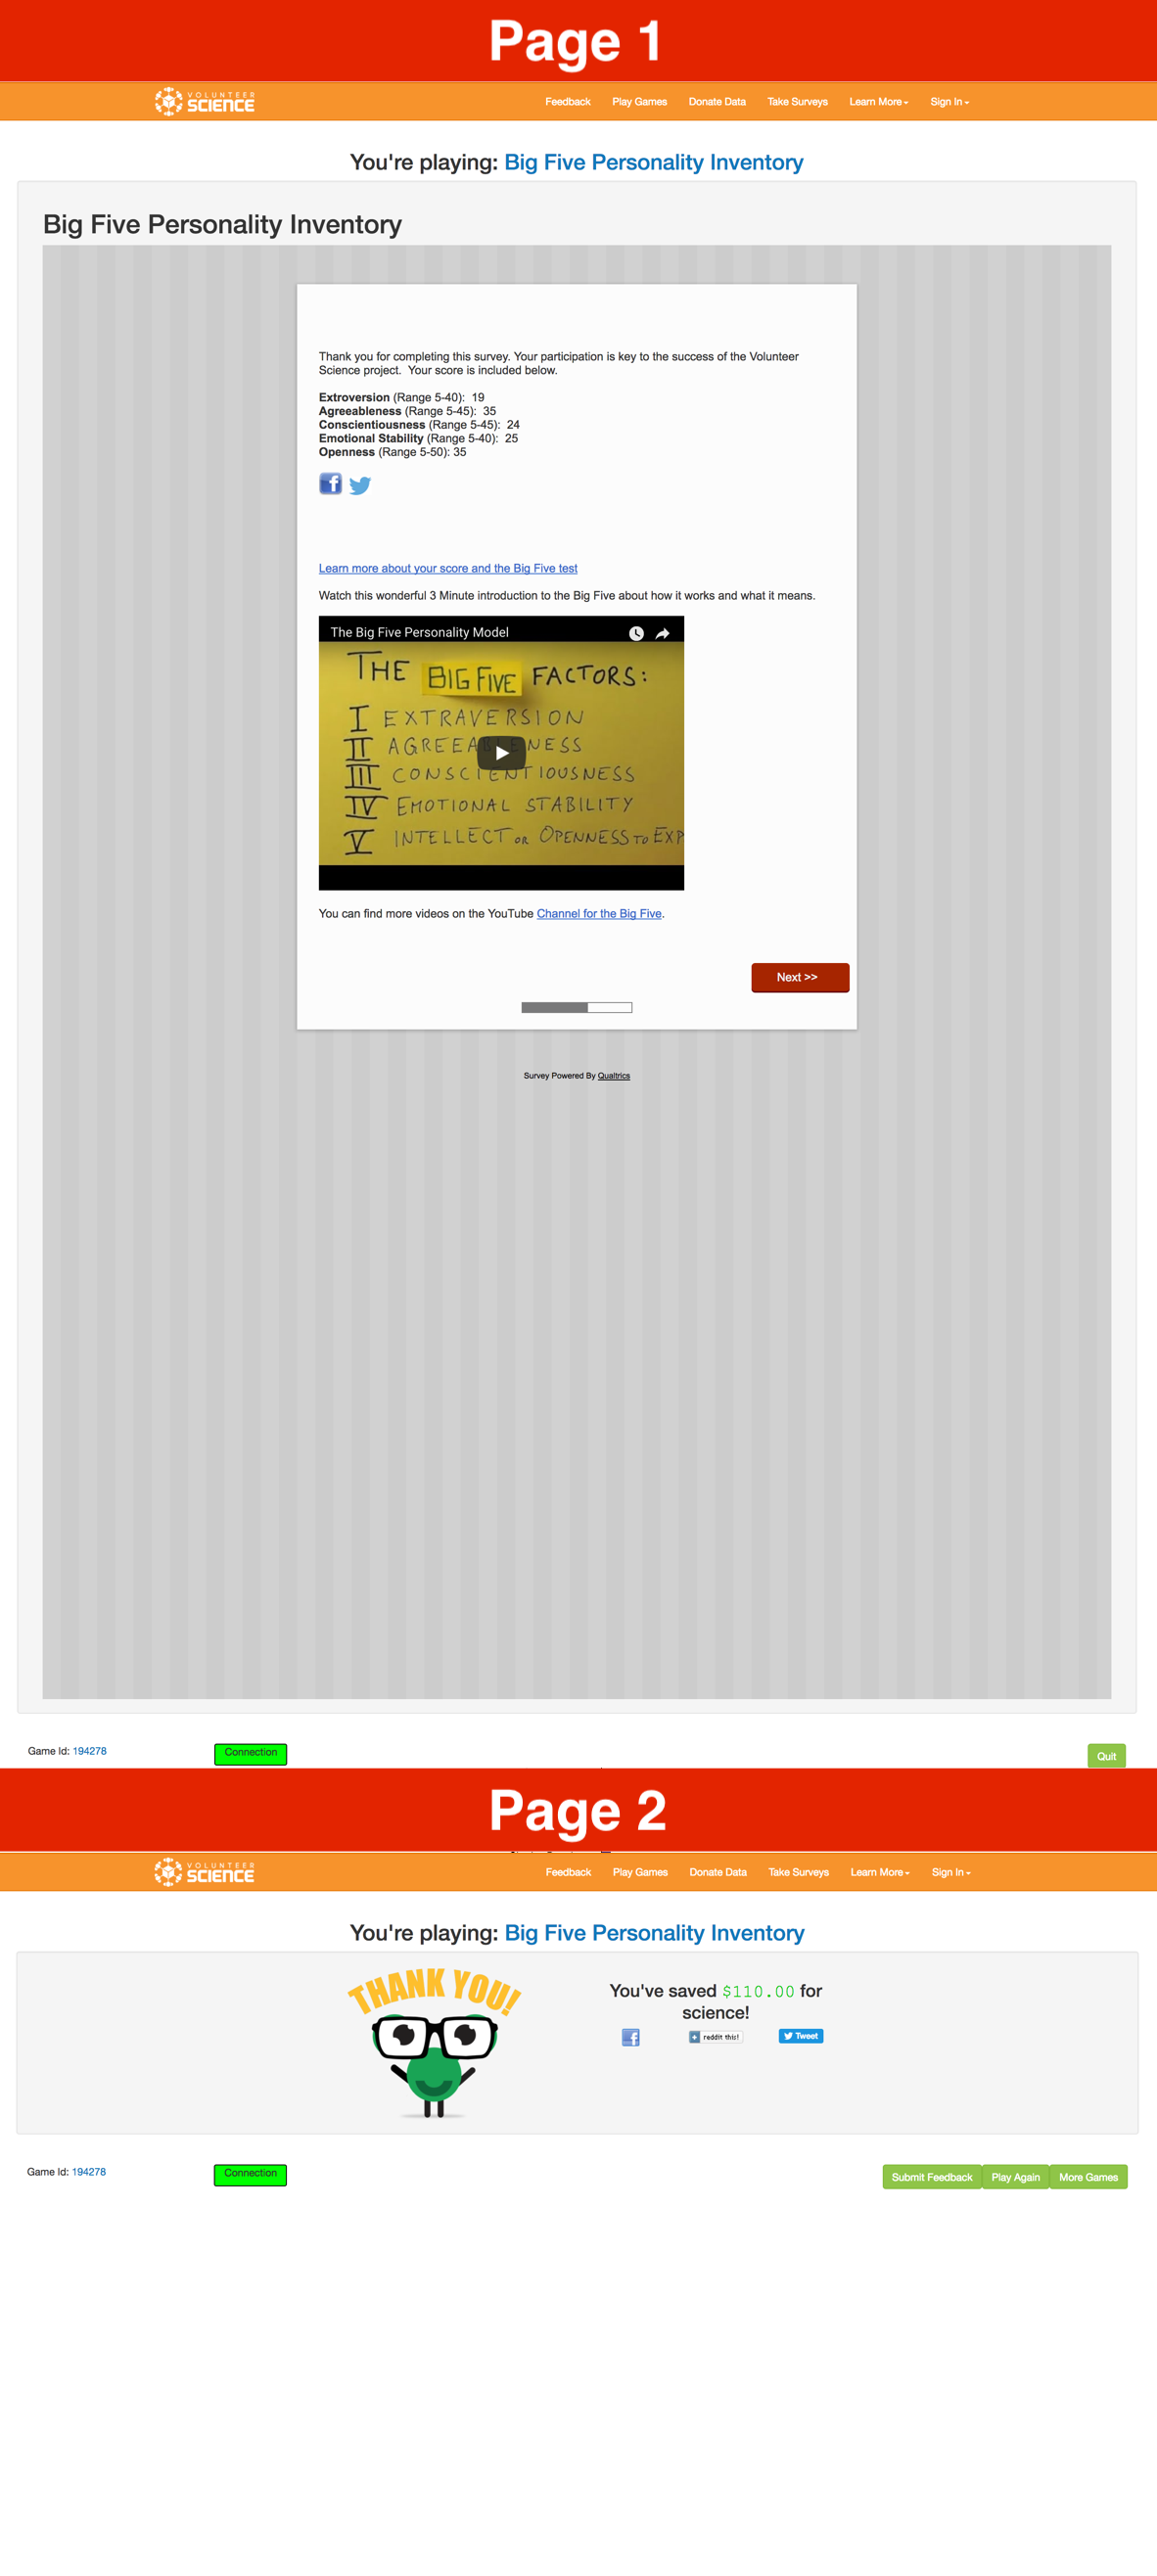 Page 1
VOLUNTEER
SCIENCE
Feedback Play Games Donate Data Take Surveys Learn More Sign In
You're playing: Big Five Personality Inventory
Big Five Personality Inventory
Thank you for completing this survey. Your participation is key to the success of the Volunteer
Science project. Your score is included below.
Extroversion (Range 5-40): 19
Agreeableness (Range 5-45): 35
Conscientiousness (Range 5-45): 24
Emotional Stability (Range 5-40): 25
Openness (Range 5-50): 35
Learn more about your score and the Big Five test
Watch this wonderful 3 Minute introduction to the Big Five about how it works and what it means.
The Big Five Personality Model
THE BIG FIVE FACTORS:
I EXTRAVERSION
II AGREEABLENESS
III CONSCIENTIOUSNESS
IV EMOTIONAL STABILITY
V INTELLECT OR OPENNESS TO EXP
You can find more videos on the YouTube Channel for the Big Five.
Next >>
Survey Powered By Qualtrics
Game Id: 194278 Connection Quit
Page 2
VOLUNTEER
SCIENCE
Feedback Play Games Donate Data Take Surveys Learn More Sign In
You're playing: Big Five Personality Inventory
THANK YOU!
You've saved $110.00 for
science!
reddit this! Tweet
Game Id: 194278 Connection Submit Feedback Play Again More Games